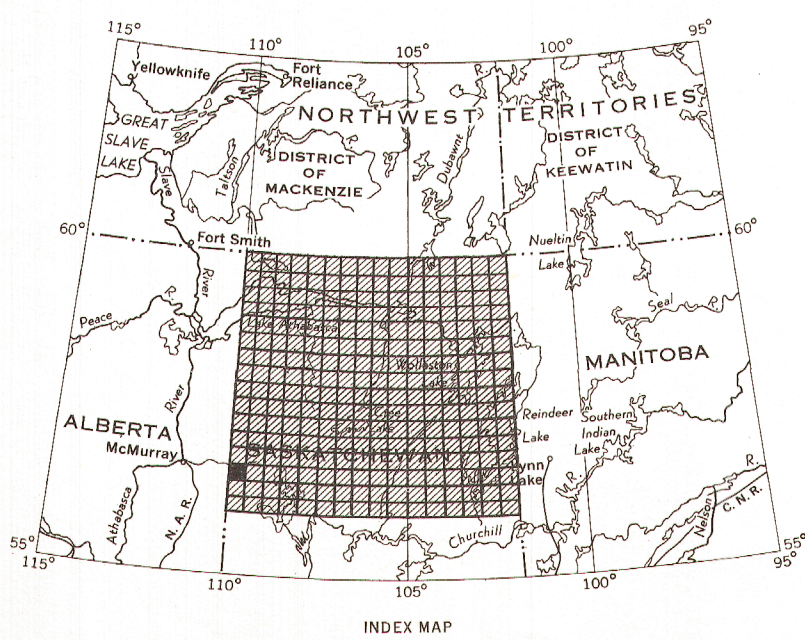 115°
110°
105°
100°
95°
Yellowknife
Fort
Reliance
R.
NORTHWEST TERRITORIES
GREAT
SLAVE
LAKE
Slave
Taltson
DISTRICT
OF
MACKENZIE
R.
Dubawnt
DISTRICT
OF
KEEWATIN
60°
Fort Smith
Nueltin
Lake
60°
River
Peace
R.
Lake Athabasca
Seal R.
Wollaston
Lake
MANITOBA
River
ALBERTA
McMurray
Cree
Lake
Reindeer
Lake
Southern
Indian
Lake
SASKATCHEWAN
Lynn
Lake
R.
Athabasca
N. A. R.
Churchill
Nelson
R.
C. N. R.
55°
115°
110°
105°
100°
95°
55°
INDEX MAP